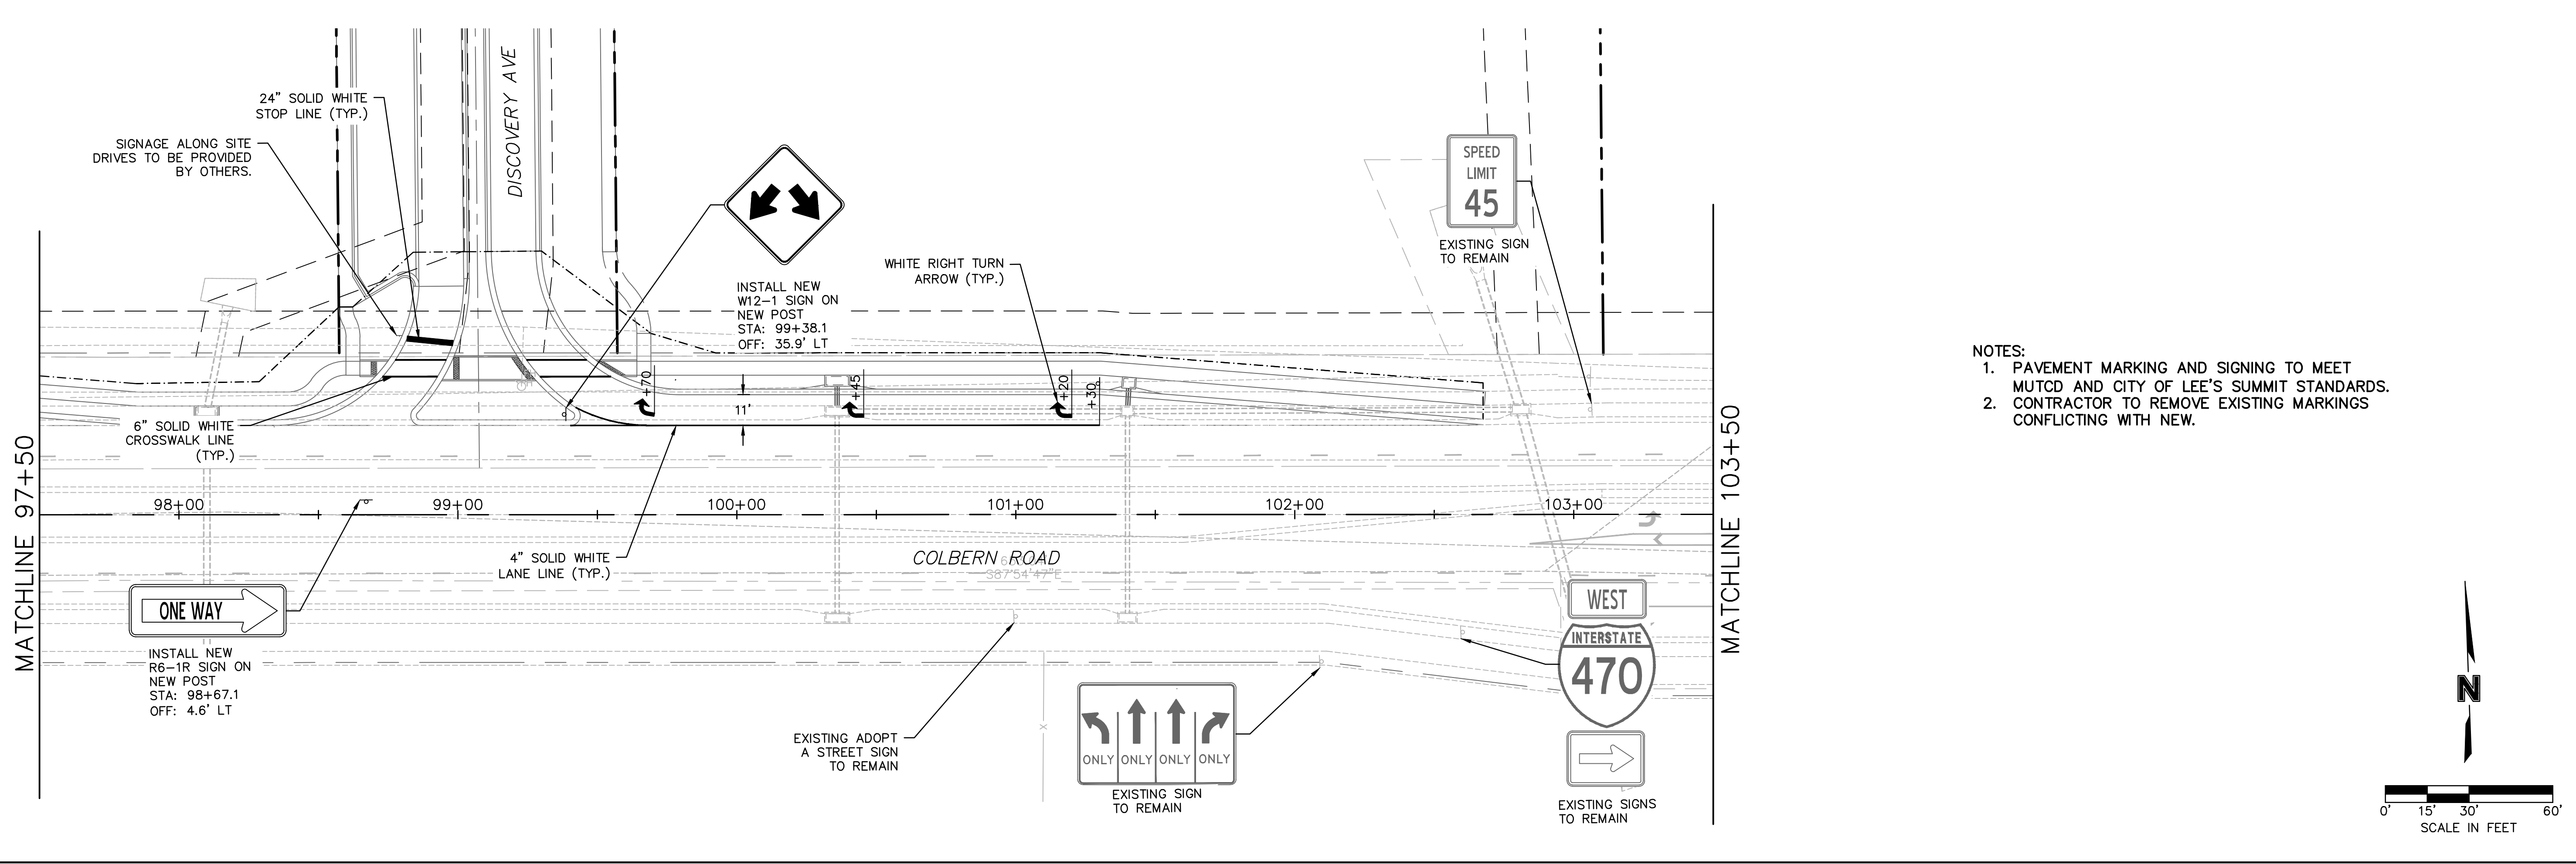 24" SOLID WHITE
STOP LINE (TYP.)
SIGNAGE ALONG SITE
DRIVES TO BE PROVIDED
BY OTHERS.
DISCOVERY AVE
INSTALL NEW
W12-1 SIGN ON
NEW POST
STA: 99+38.1
OFF: 35.9' LT
WHITE RIGHT TURN
ARROW (TYP.)
SPEED
LIMIT
45
EXISTING SIGN
TO REMAIN
+70
+45
+20
+30
11'
6" SOLID WHITE
CROSSWALK LINE
(TYP.)
MATCHLINE 97+50
98+00
99+00
100+00
101+00
102+00
103+00
MATCHLINE 103+50
4" SOLID WHITE
LANE LINE (TYP.)
COLBERN ROAD
S87°54'47"E
ONE WAY
INSTALL NEW
R6-1R SIGN ON
NEW POST
STA: 98+67.1
OFF: 4.6' LT
EXISTING ADOPT
A STREET SIGN
TO REMAIN
ONLY ONLY ONLY ONLY
EXISTING SIGN
TO REMAIN
WEST
INTERSTATE
470
EXISTING SIGNS
TO REMAIN
NOTES:
1. PAVEMENT MARKING AND SIGNING TO MEET
MUTCD AND CITY OF LEE'S SUMMIT STANDARDS.
2. CONTRACTOR TO REMOVE EXISTING MARKINGS
CONFLICTING WITH NEW.
N
0' 15' 30' 60'
SCALE IN FEET